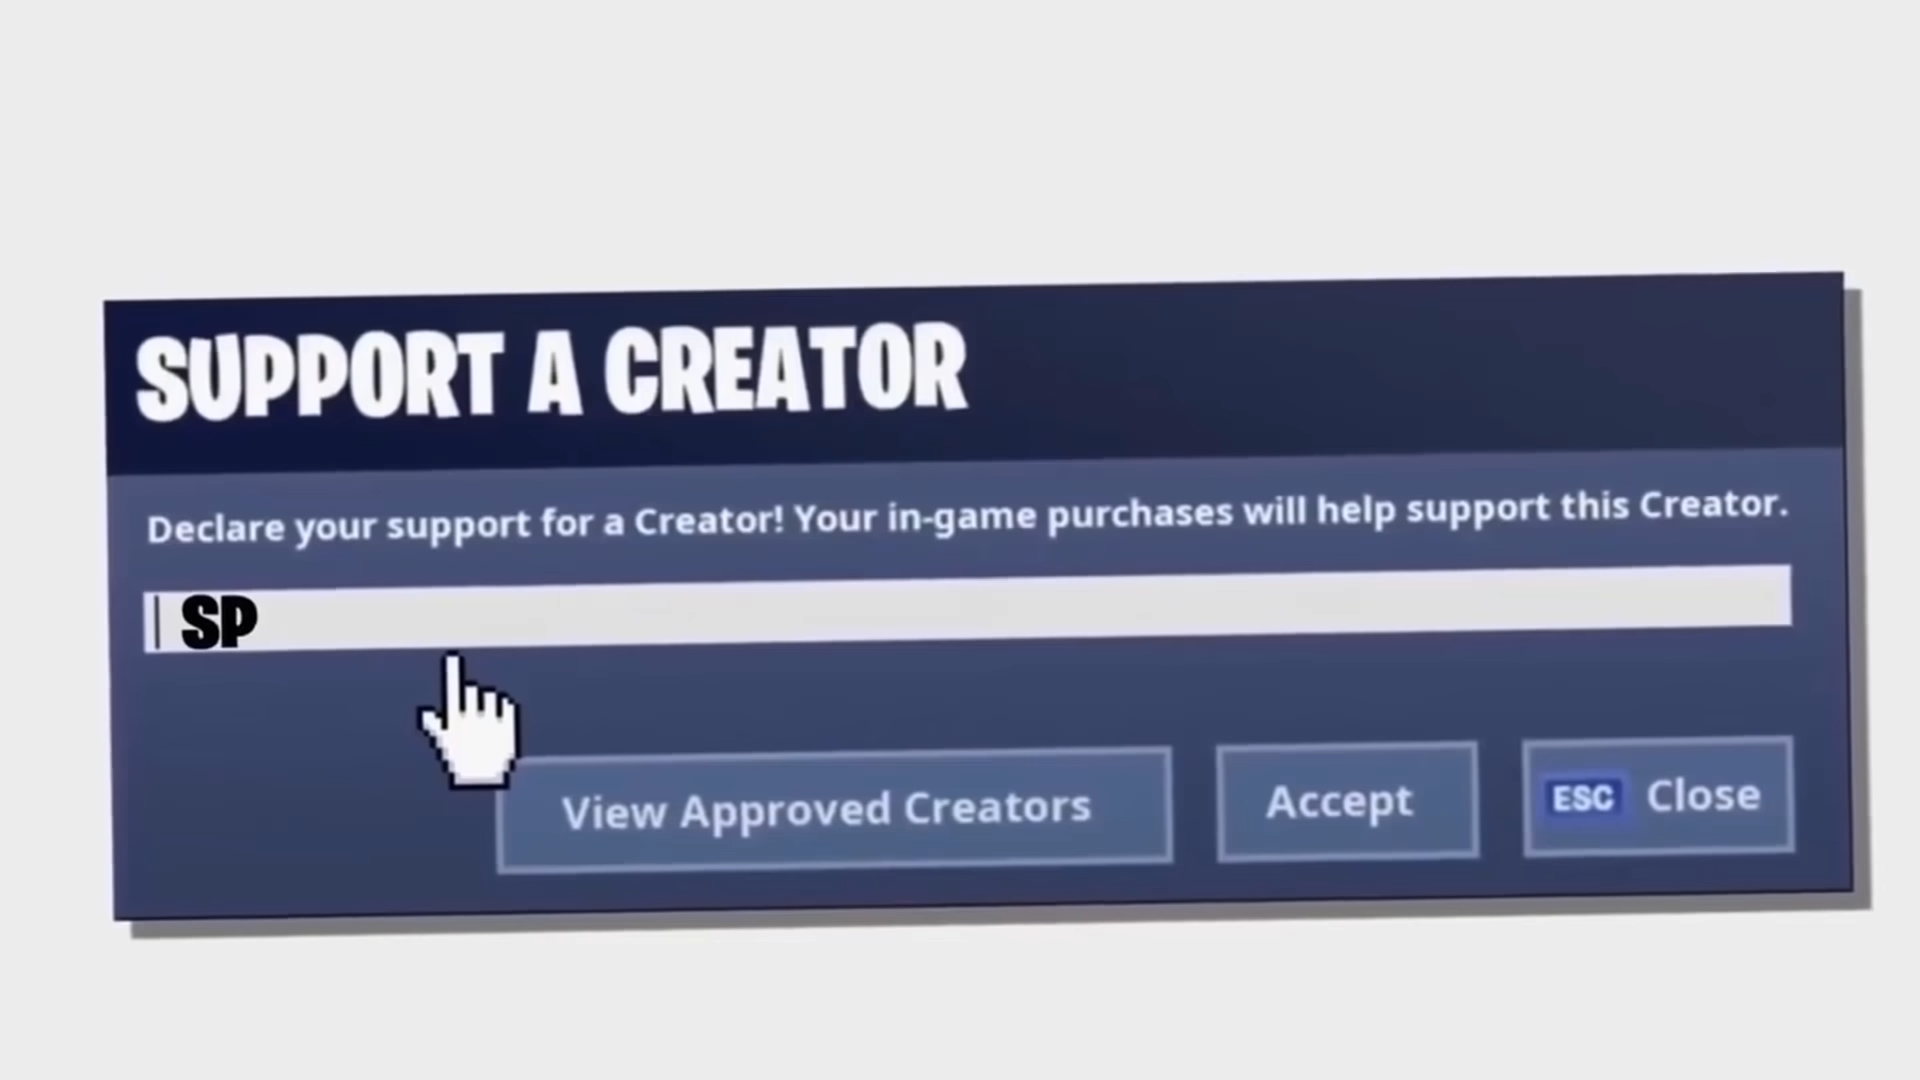 SUPPORT A CREATOR
Declare your support for a Creator! Your in-game purchases will help support this Creator.
SP
View Approved Creators
Accept
ESC Close